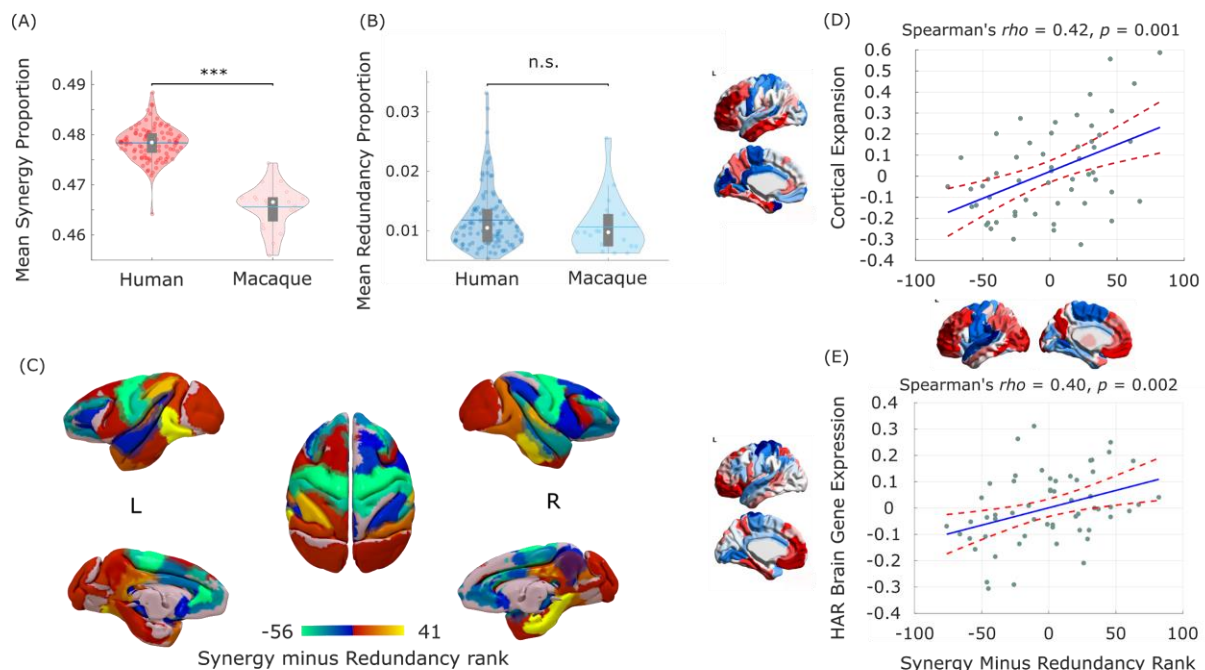 (A)
Mean Synergy Proportion
0.49
0.48
0.47
0.46
***
Human
Macaque
(B)
Mean Redundancy Proportion
0.03
0.02
0.01
n.s.
Human
Macaque
(C)
L
R
-56
41
Synergy minus Redundancy rank
(D)
Spearman's rho = 0.42, p = 0.001
L
Cortical Expansion
0.6
0.5
0.4
0.3
0.2
0.1
0
-0.1
-0.2
-0.3
-0.4
-100 -50 0 50 100
L
(E)
Spearman's rho = 0.40, p = 0.002
L
HAR Brain Gene Expression
0.4
0.3
0.2
0.1
0
-0.1
-0.2
-0.3
-0.4
-100 -50 0 50 100
Synergy Minus Redundancy Rank